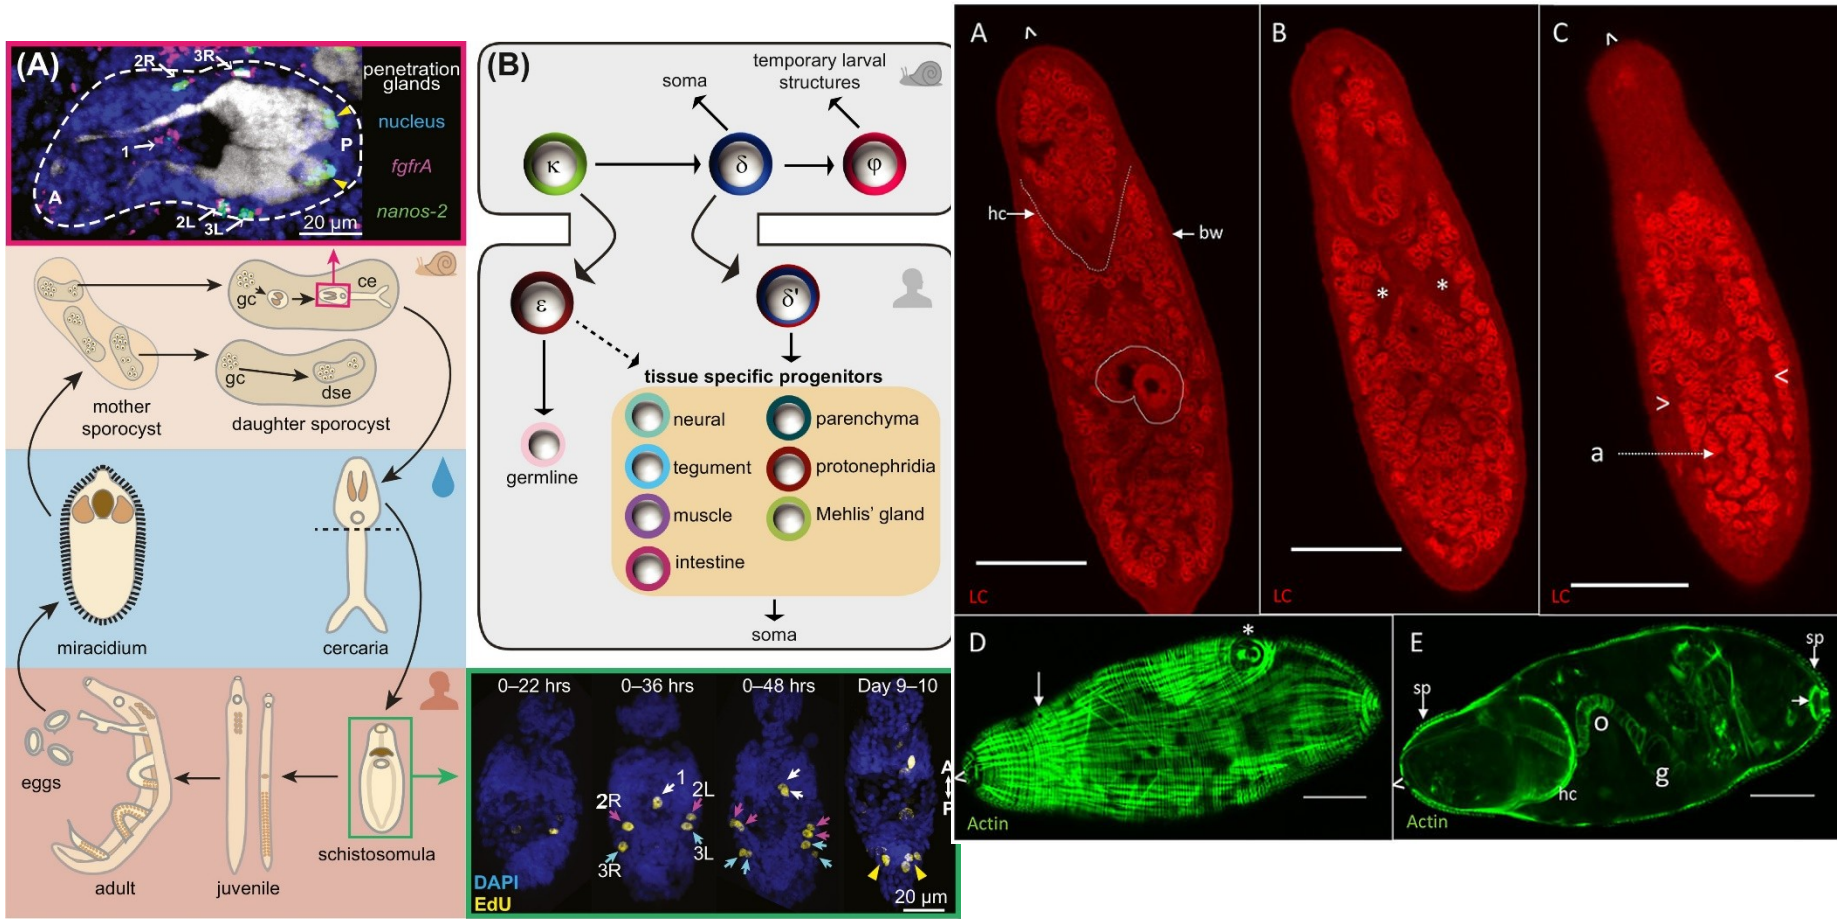 (A)
2R
3R
penetration
glands
nucleus
fgfrA
nanos-2
1
P
A
2L
3L
20 µm
gc
ce
gc
dse
mother
sporocyst
daughter sporocyst
miracidium
cercaria
eggs
adult
juvenile
schistosomula
(B)
temporary larval
structures
soma
κ
δ
φ
ε
δ'
tissue specific progenitors
neural
parenchyma
tegument
protonephridia
muscle
Mehlis' gland
intestine
germline
soma
0–22 hrs
0–36 hrs
0–48 hrs
Day 9–10
1
2R
2L
3R
3L
A
DAPI
EdU
20 µm
A
^
hc
bw
LC
B
*
*
LC
C
^
>
<
a
LC
D
*
<
Actin
E
sp
sp
o
g
hc
<
Actin